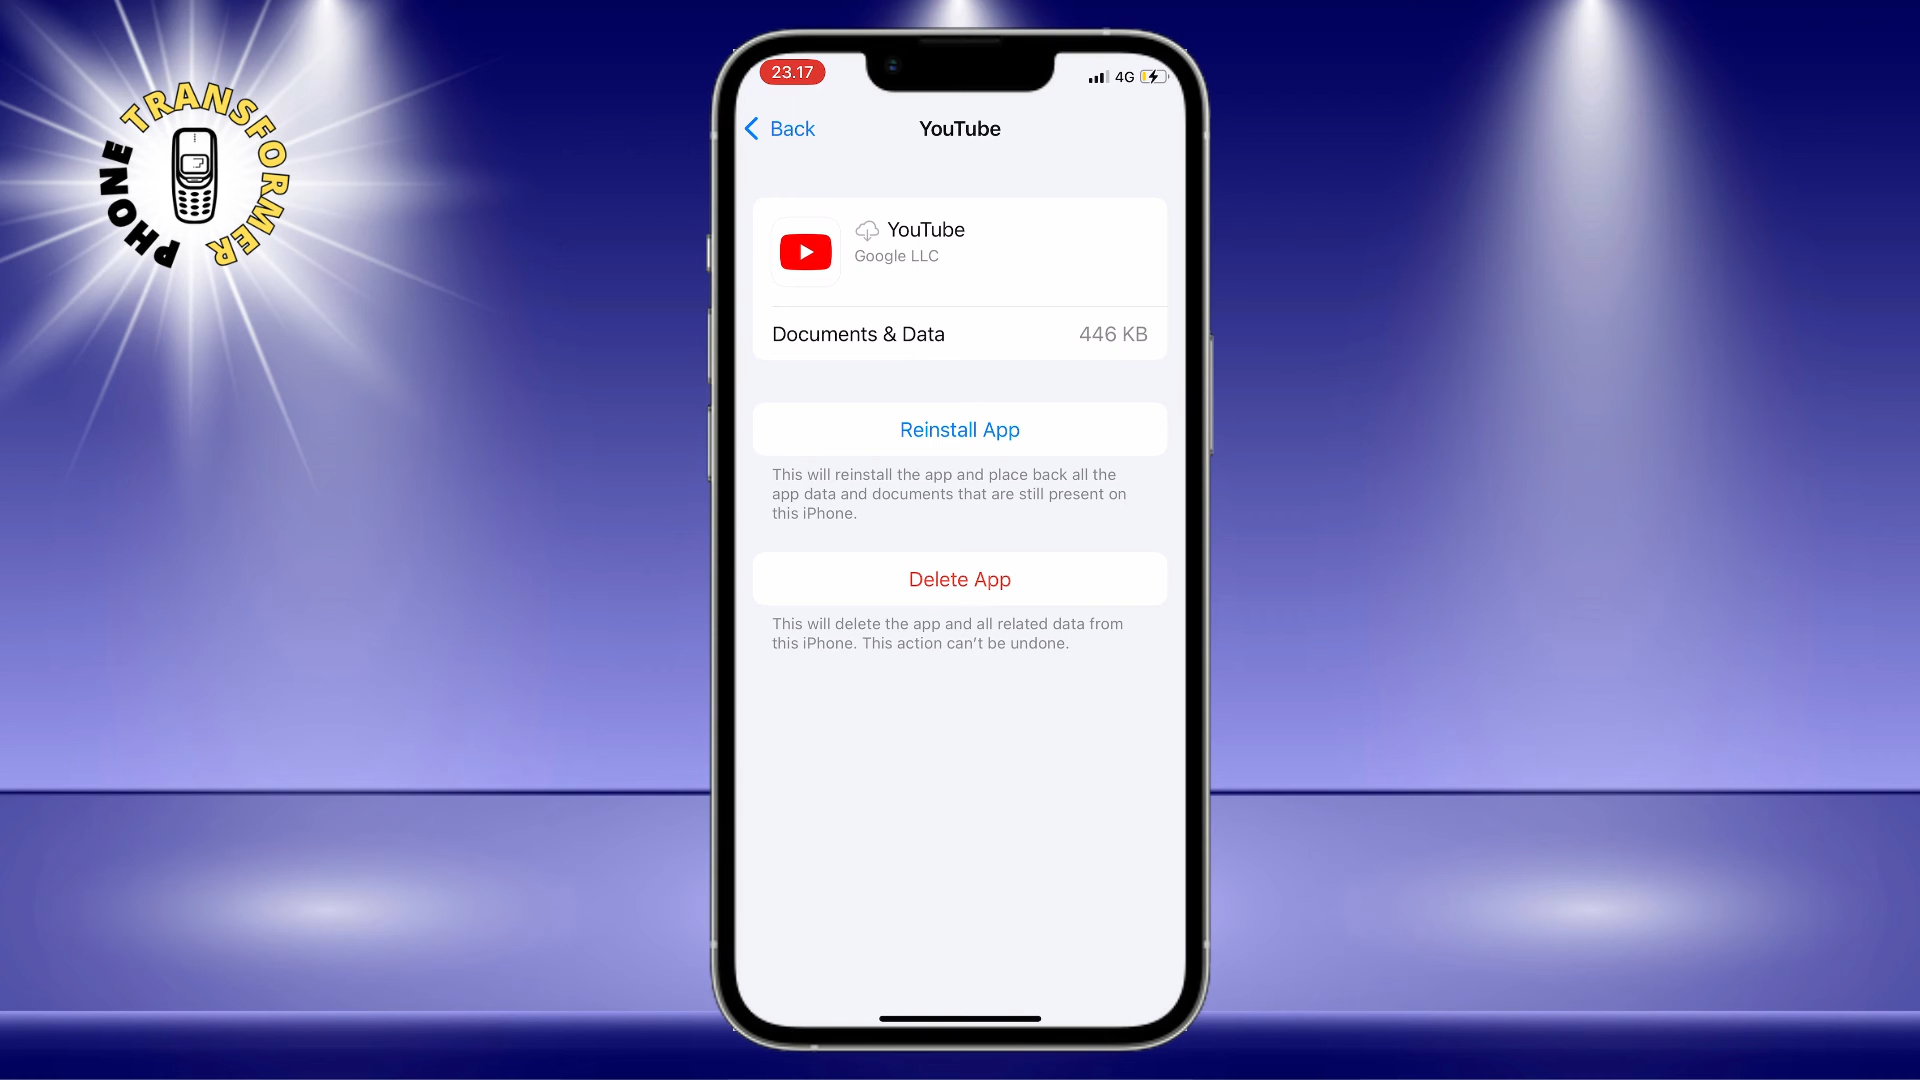 PHONE TRANSFORMER
23.17
4G
Back
YouTube
YouTube
Google LLC
Documents & Data
446 KB
Reinstall App
This will reinstall the app and place back all the
app data and documents that are still present on
this iPhone.
Delete App
This will delete the app and all related data from
this iPhone. This action can’t be undone.